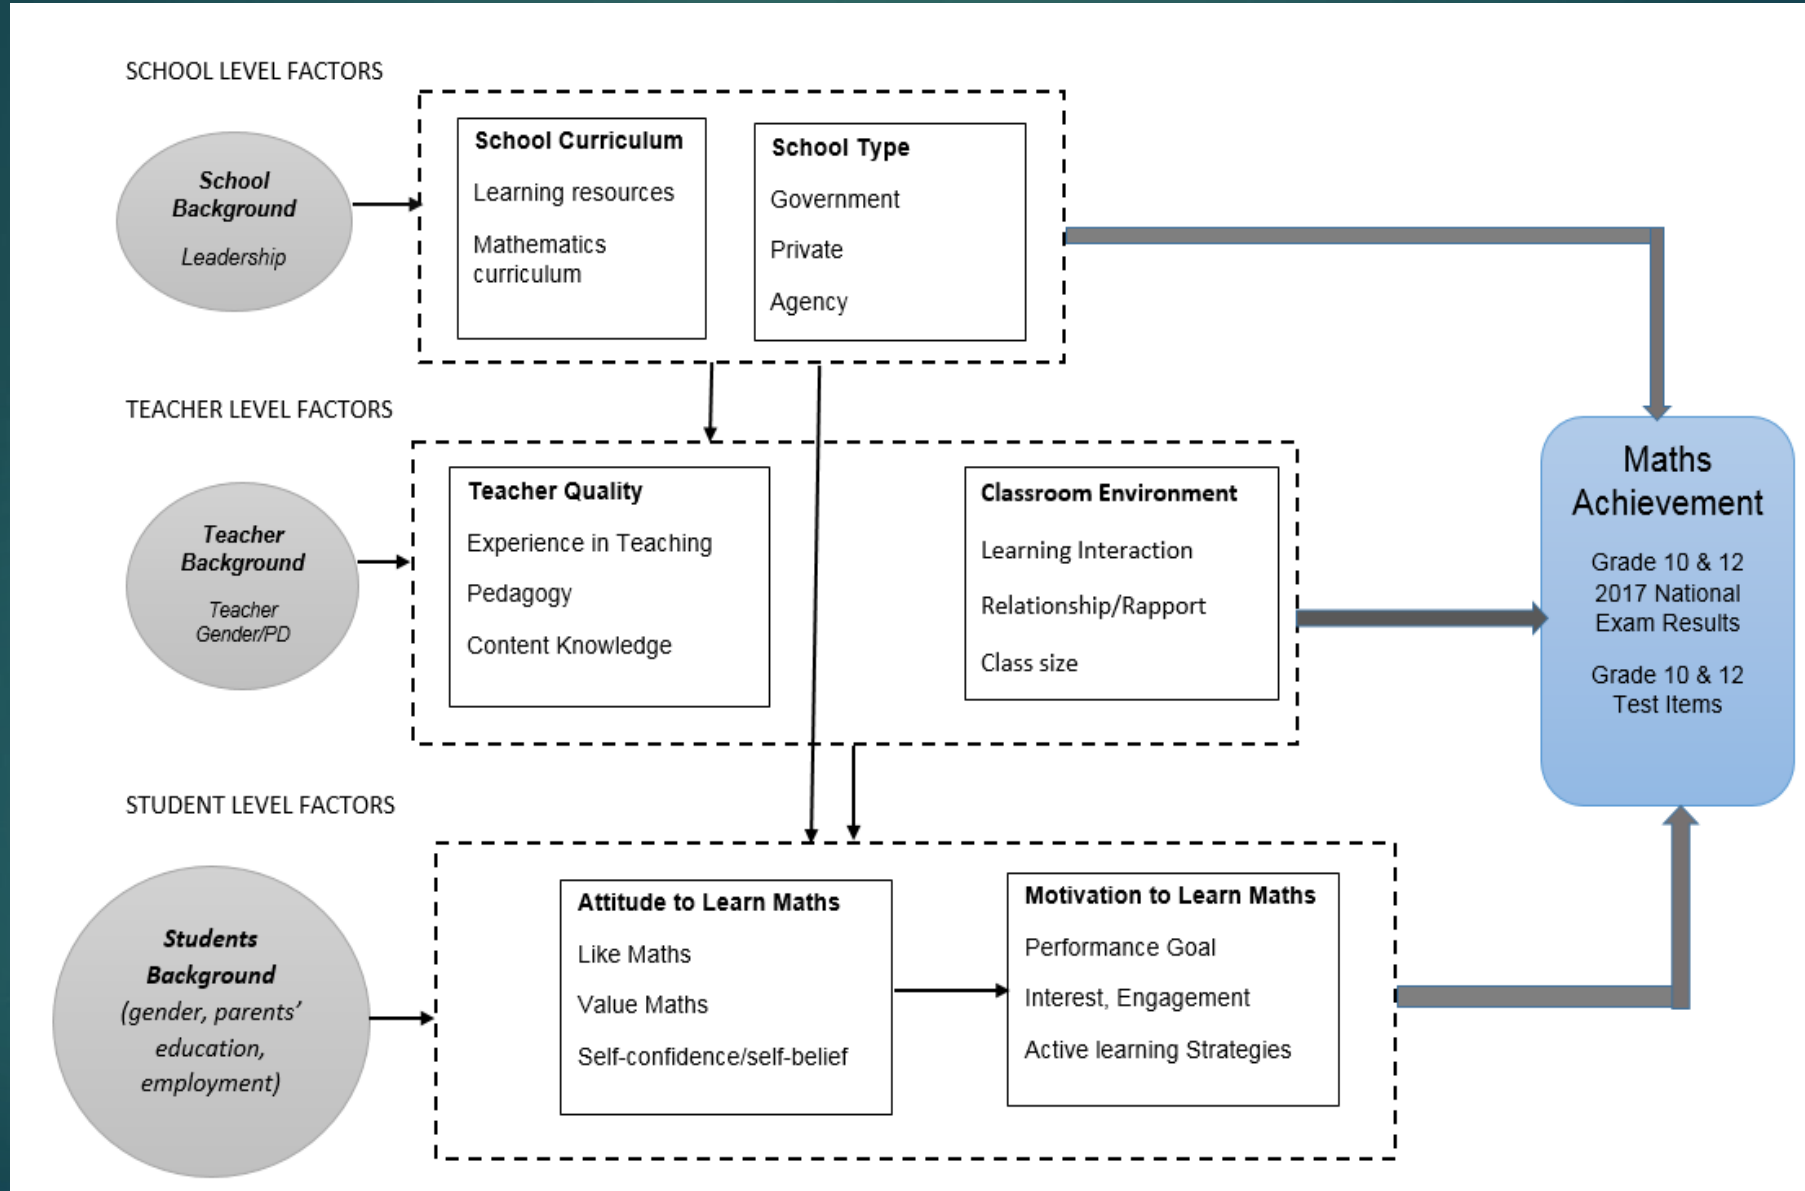 SCHOOL LEVEL FACTORS
School
Background
Leadership
School Curriculum
Learning resources
Mathematics
curriculum
School Type
Government
Private
Agency
TEACHER LEVEL FACTORS
Teacher
Background
Teacher
Gender/PD
Teacher Quality
Experience in Teaching
Pedagogy
Content Knowledge
Classroom Environment
Learning Interaction
Relationship/Rapport
Class size
Maths
Achievement
Grade 10 & 12
2017 National
Exam Results
Grade 10 & 12
Test Items
STUDENT LEVEL FACTORS
Students
Background
(gender, parents’
education,
employment)
Attitude to Learn Maths
Like Maths
Value Maths
Self-confidence/self-belief
Motivation to Learn Maths
Performance Goal
Interest, Engagement
Active learning Strategies